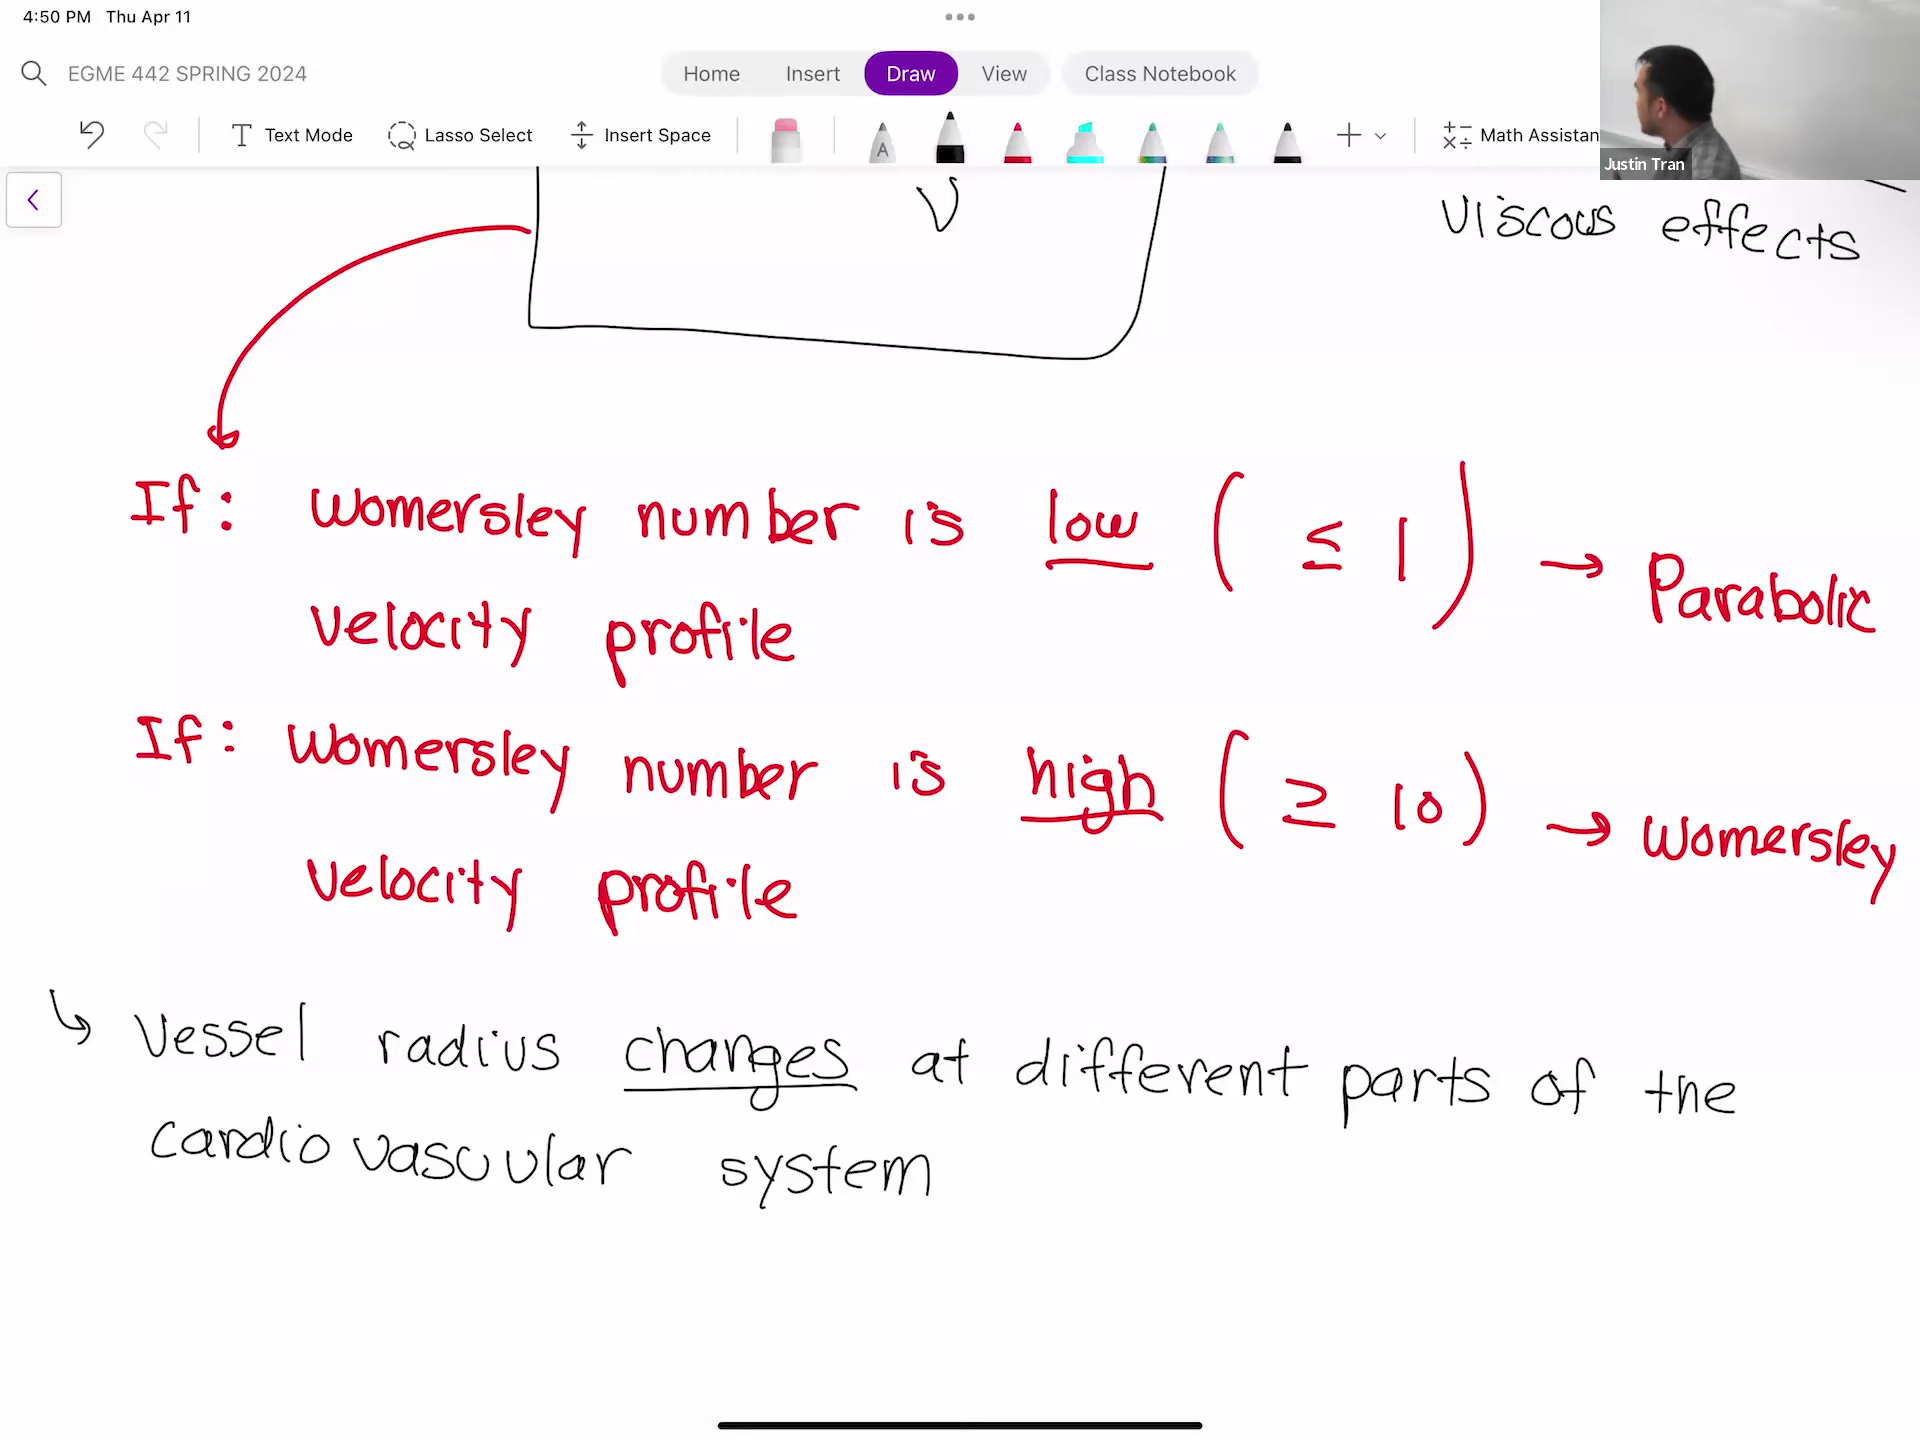 4:50 PM Thu Apr 11
EGME 442 SPRING 2024
Home Insert Draw View Class Notebook
Text Mode Lasso Select Insert Space A Math Assistan
Justin Tran
ν
viscous effects
If: Womersley number is low ( ≤ 1 ) → Parabolic
velocity profile
If: Womersley number is high ( ≥ 10 ) → Womersley
velocity profile
↳ Vessel radius changes at different parts of the
cardiovascular system